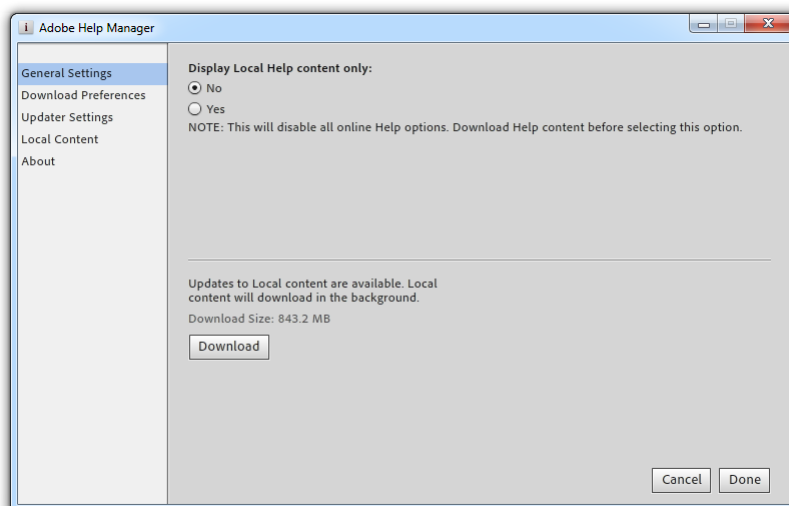 Adobe Help Manager
General Settings
Download Preferences
Updater Settings
Local Content
About
Display Local Help content only:
No
Yes
NOTE: This will disable all online Help options. Download Help content before selecting this option.
Updates to Local content are available. Local
content will download in the background.
Download Size: 843.2 MB
Download
Cancel
Done